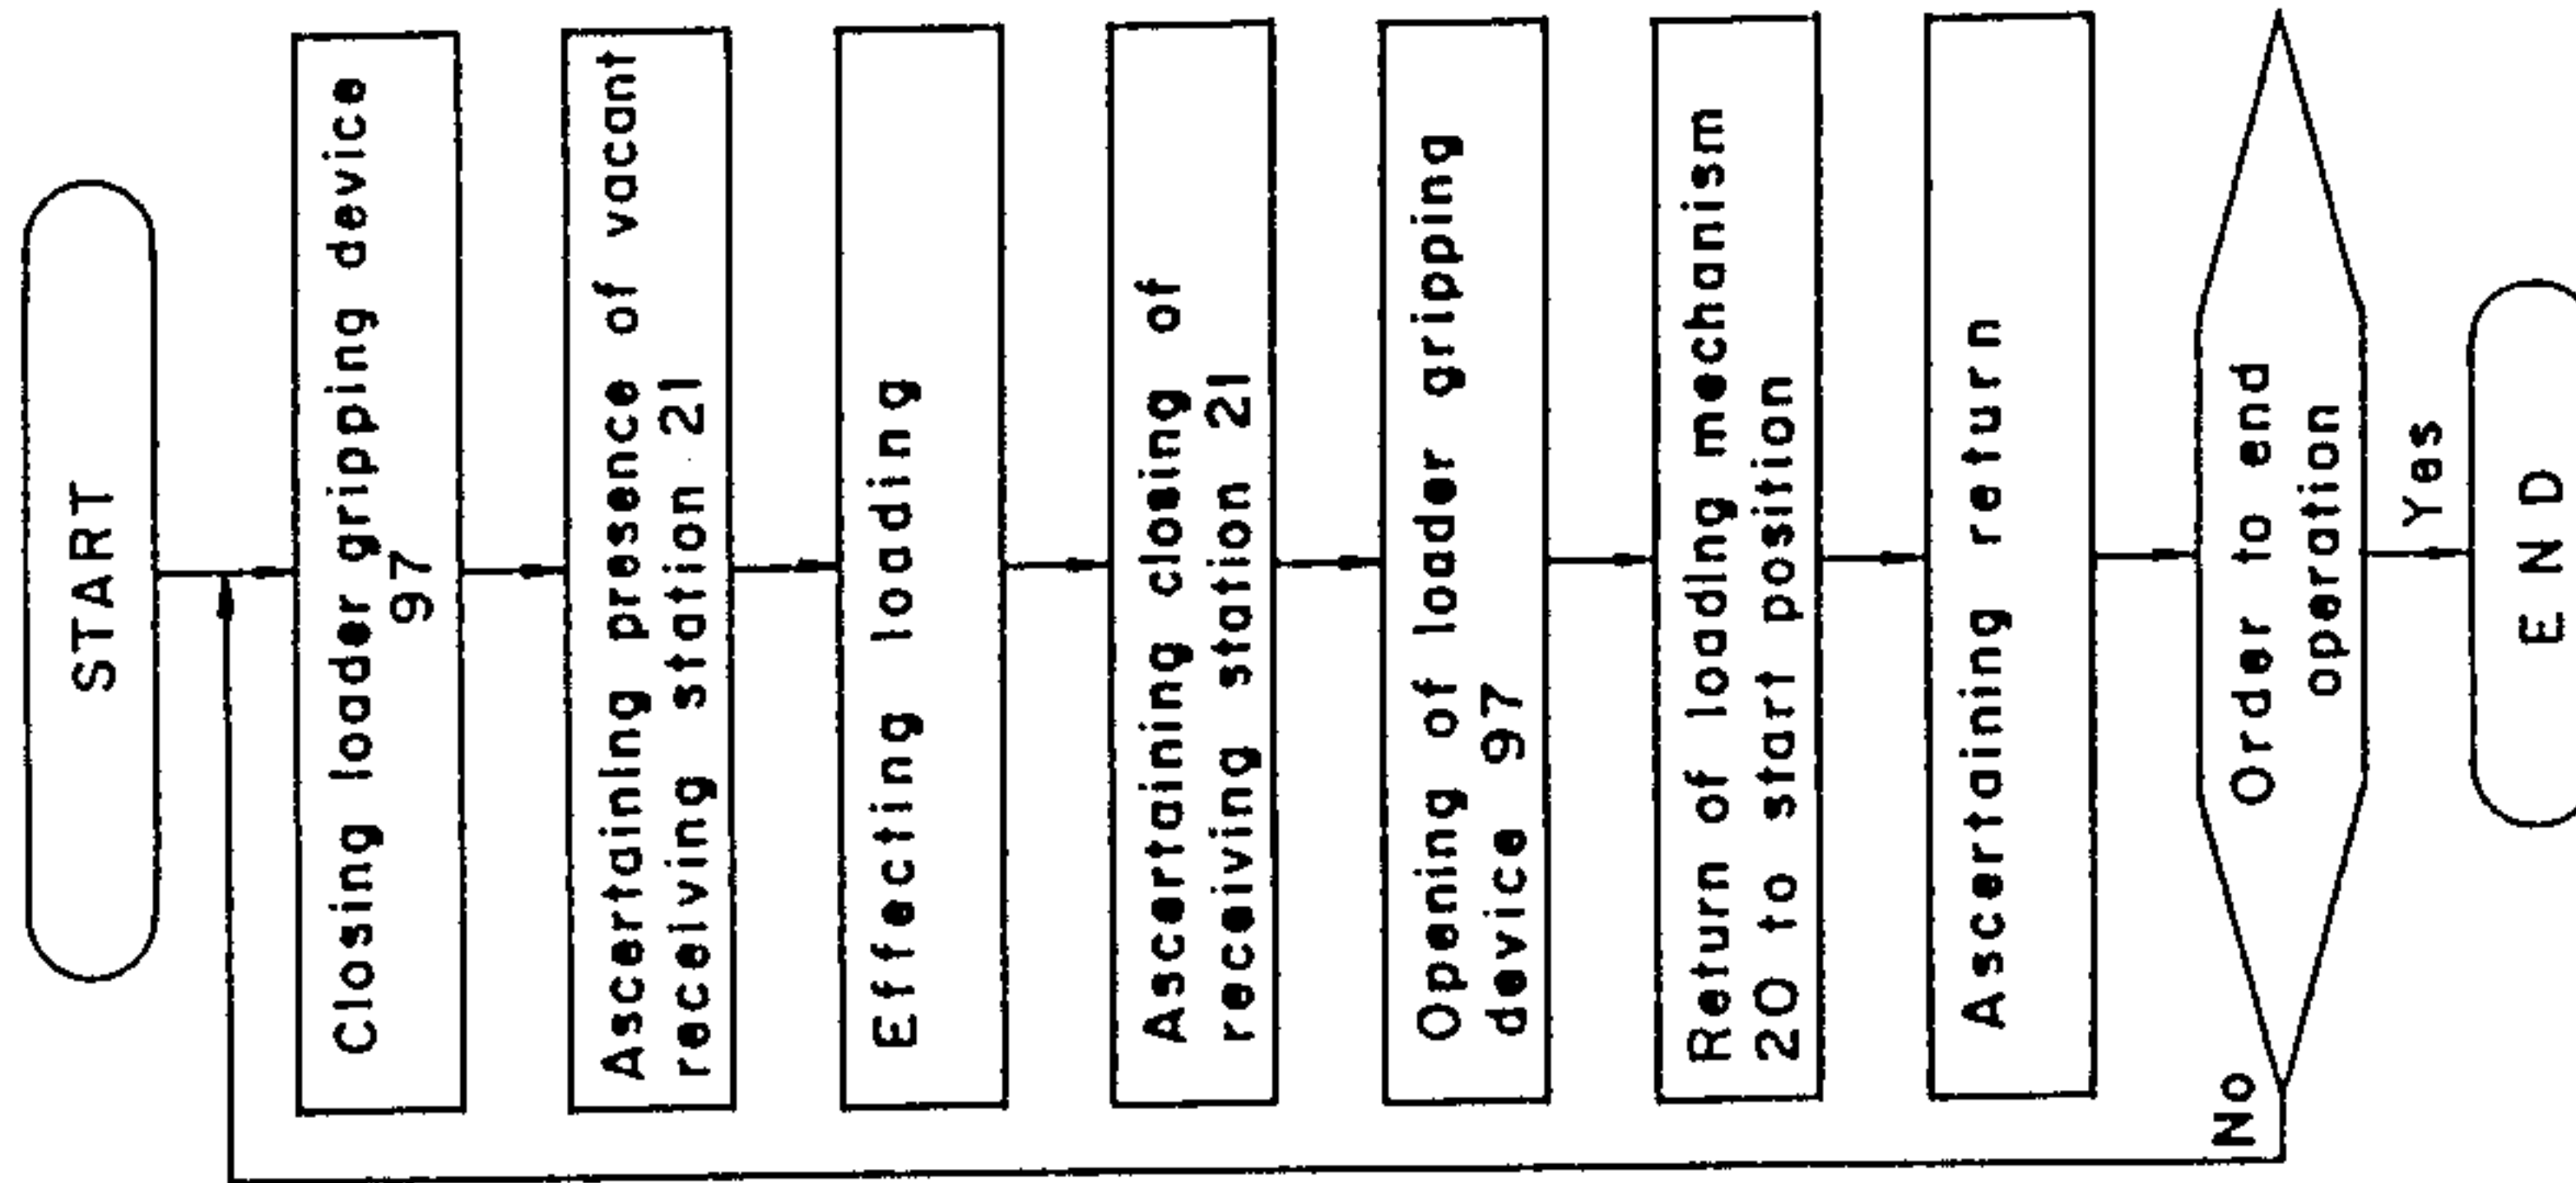 START
Closing loader gripping device
97
Ascertaining presence of vacant
receiving station 21
Effecting loading
Ascertaining closing of
receiving station 21
Opening of loader gripping
device 97
Return of loading mechanism
20 to start position
Ascertaining return
Order to end
operation
No
Yes
END